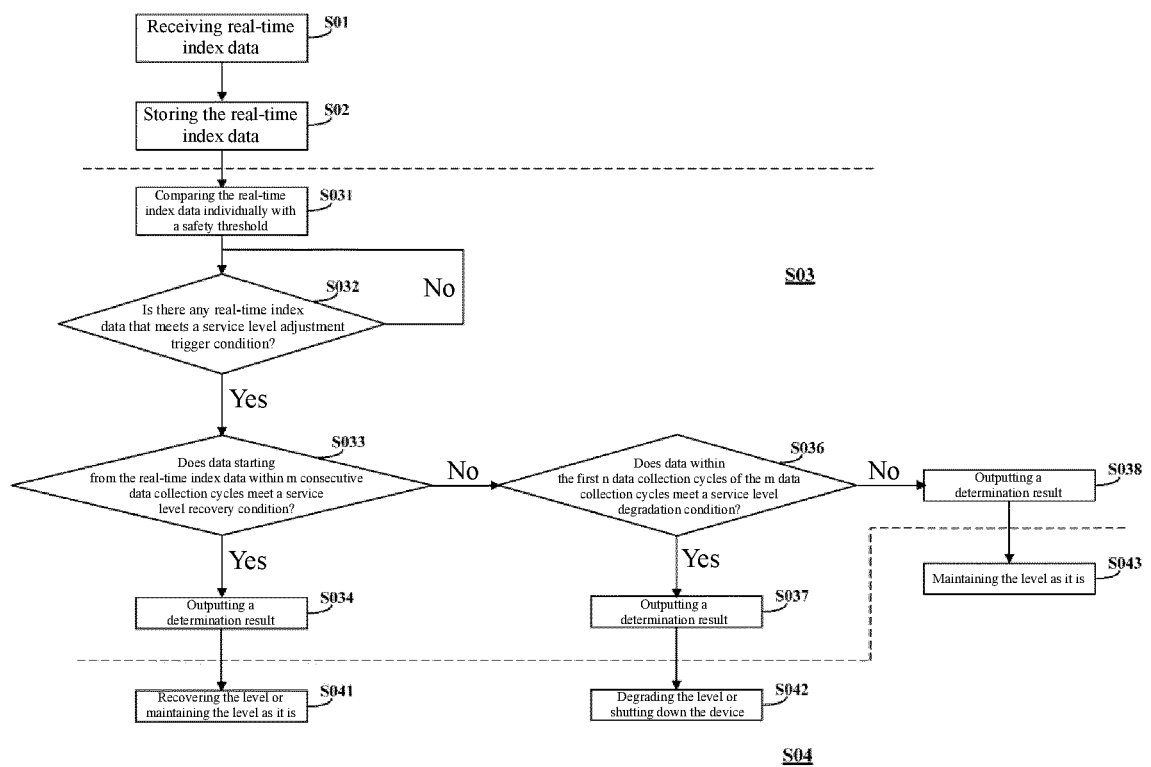 Receiving real-time
index data
S01
Storing the real-time
index data
S02
Comparing the real-time
index data individually with
a safety threshold
S031
S03
Is there any real-time index
data that meets a service level adjustment
trigger condition?
S032
No
Yes
Does data starting
from the real-time index data within m consecutive
data collection cycles meet a service
level recovery condition?
S033
No
Does data within
the first n data collection cycles of the m data
collection cycles meet a service level
degradation condition?
S036
No
Outputting a
determination result
S038
Yes
Yes
Maintaining the level as it is
S043
Outputting a
determination result
S034
Outputting a
determination result
S037
Recovering the level or
maintaining the level as it is
S041
Degrading the level or
shutting down the device
S042
S04